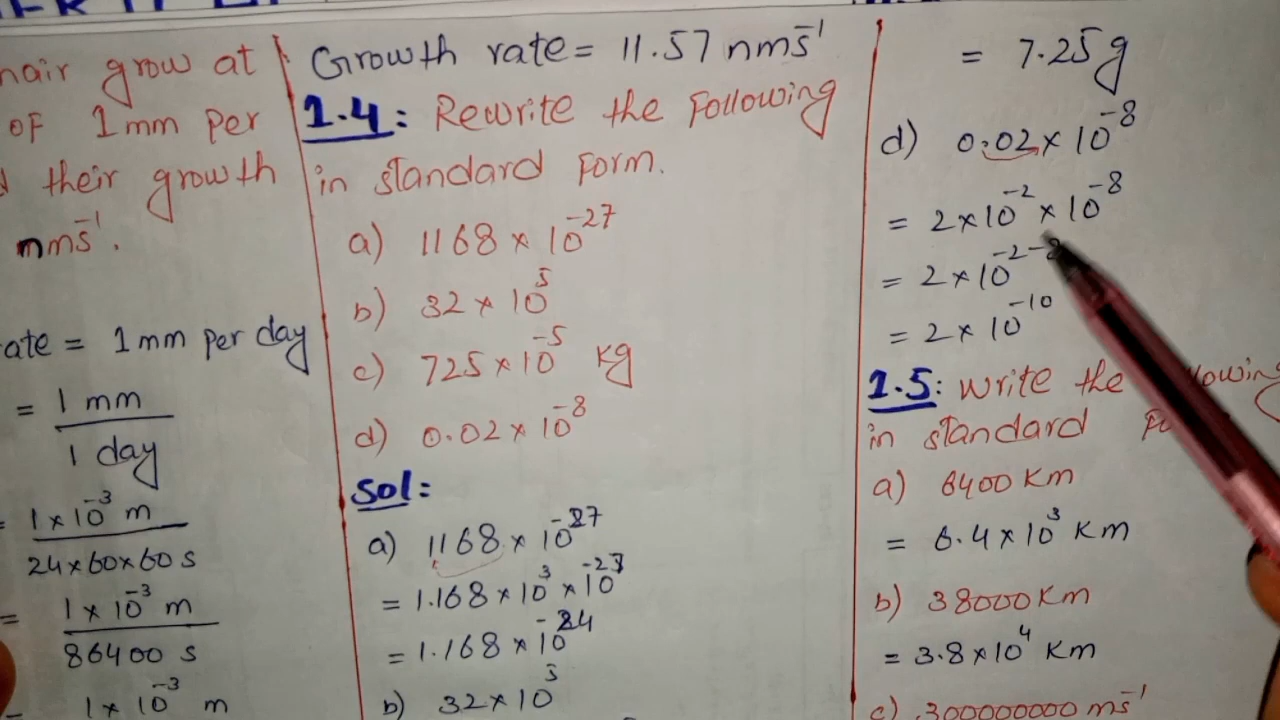 hair grow at
of 1mm per
their growth
nms⁻¹.
ate = 1mm per day
= 1 mm
1 day
= 1×10⁻³ m
24×60×60 s
= 1 × 10⁻³ m
86400 s
1× 10⁻³ m
Growth rate = 11.57 nms⁻¹
1.4: Rewrite the Following
in standard Form.
a) 1168 × 10⁻²⁷
b) 32 × 10⁵
c) 725 × 10⁻⁵ kg
d) 0.02 × 10⁻⁸
Sol:
a) 1168 × 10⁻²⁷
= 1.168 × 10³ × 10⁻²⁷
= 1.168 × 10⁻²⁴
b) 32 × 10⁵
= 7.25g
d) 0.02 × 10⁻⁸
= 2 × 10⁻² × 10⁻⁸
= 2 × 10⁻²⁻⁸
= 2 × 10⁻¹⁰
1.5: Write the
in standard
a) 6400 Km
= 6.4 × 10³ Km
b) 38000 Km
= 3.8 × 10⁴ Km
c) 300000000 ms⁻¹